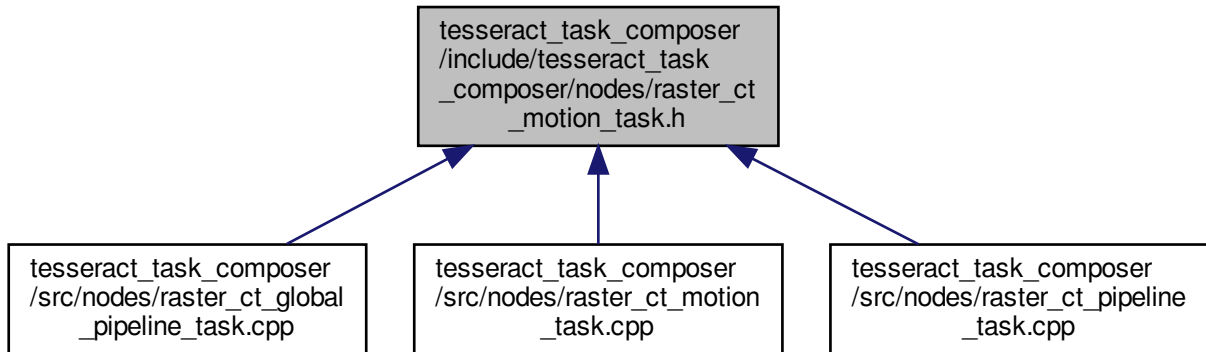 tesseract_task_composer
/include/tesseract_task
_composer/nodes/raster_ct
_motion_task.h
tesseract_task_composer
/src/nodes/raster_ct_global
_pipeline_task.cpp
tesseract_task_composer
/src/nodes/raster_ct_motion
_task.cpp
tesseract_task_composer
/src/nodes/raster_ct_pipeline
_task.cpp